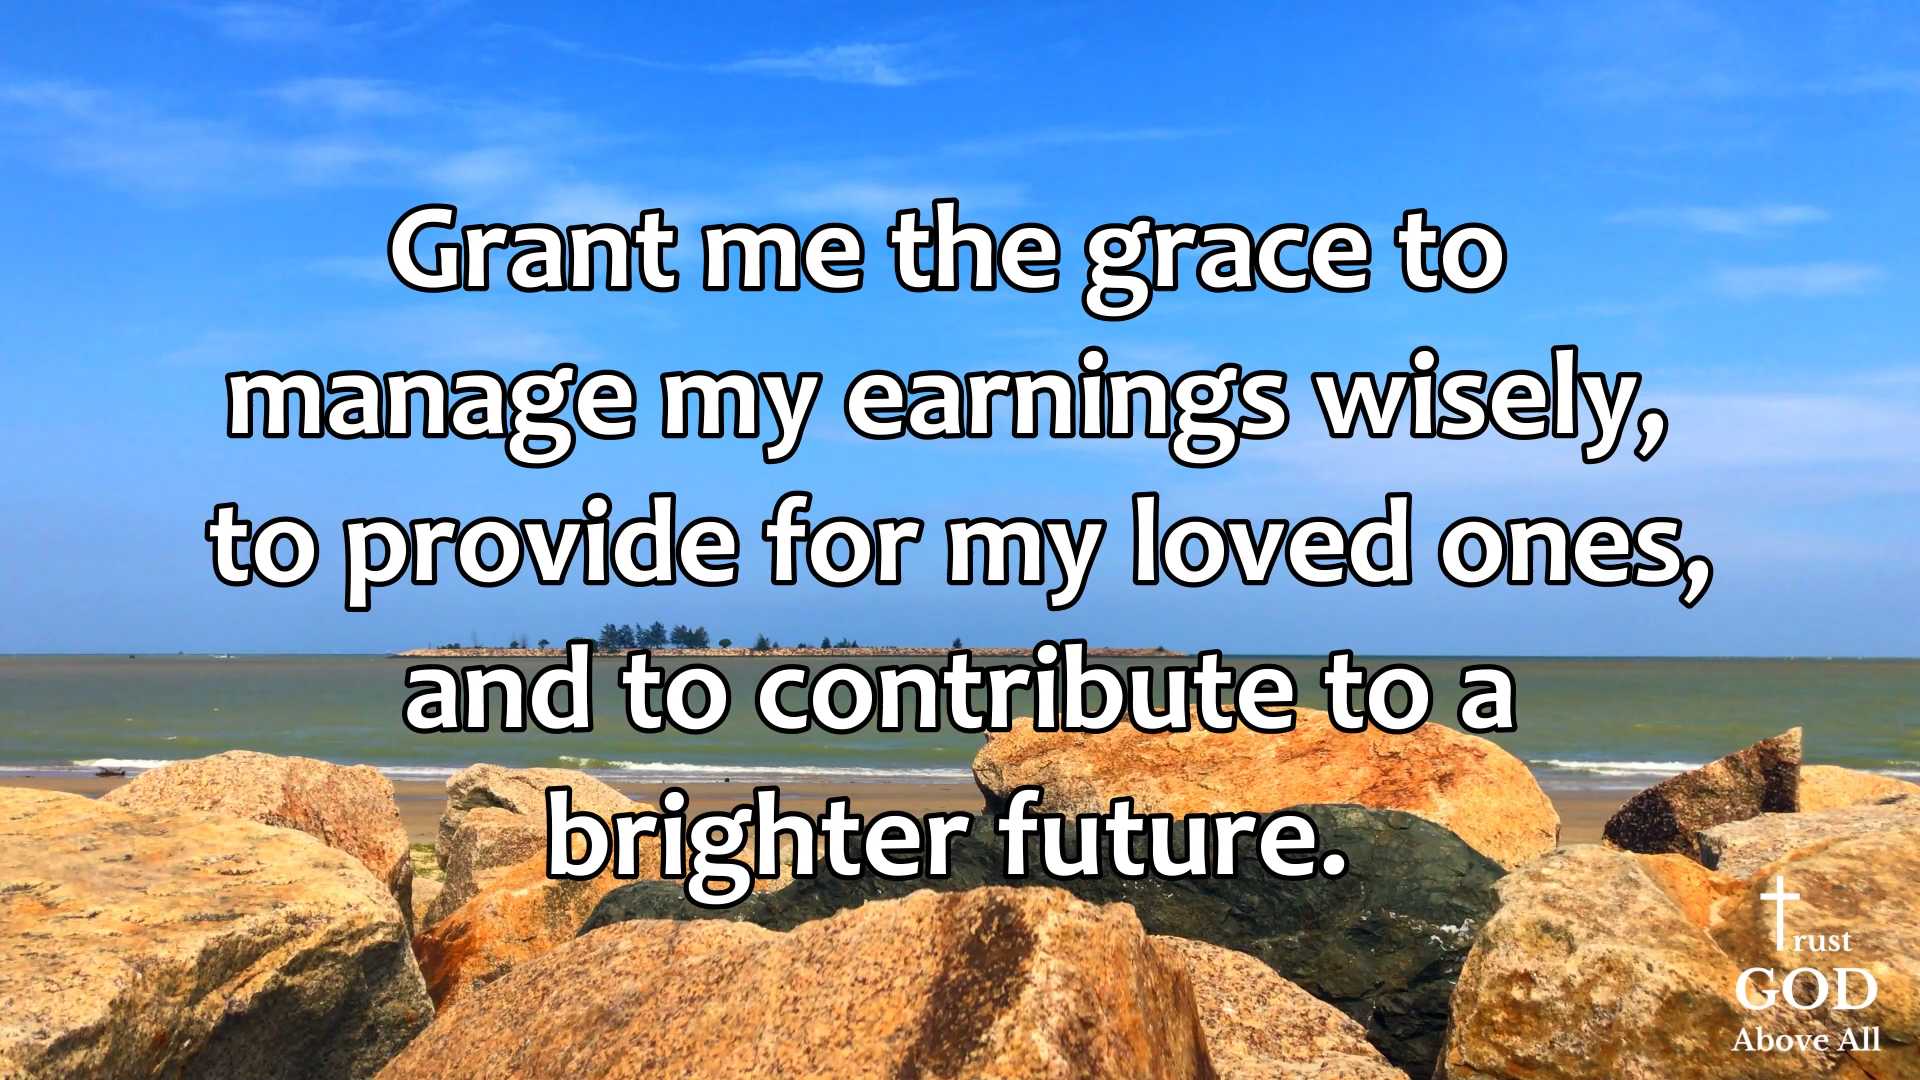 Grant me the grace to
manage my earnings wisely,
to provide for my loved ones,
and to contribute to a
brighter future.
Trust
GOD
Above All